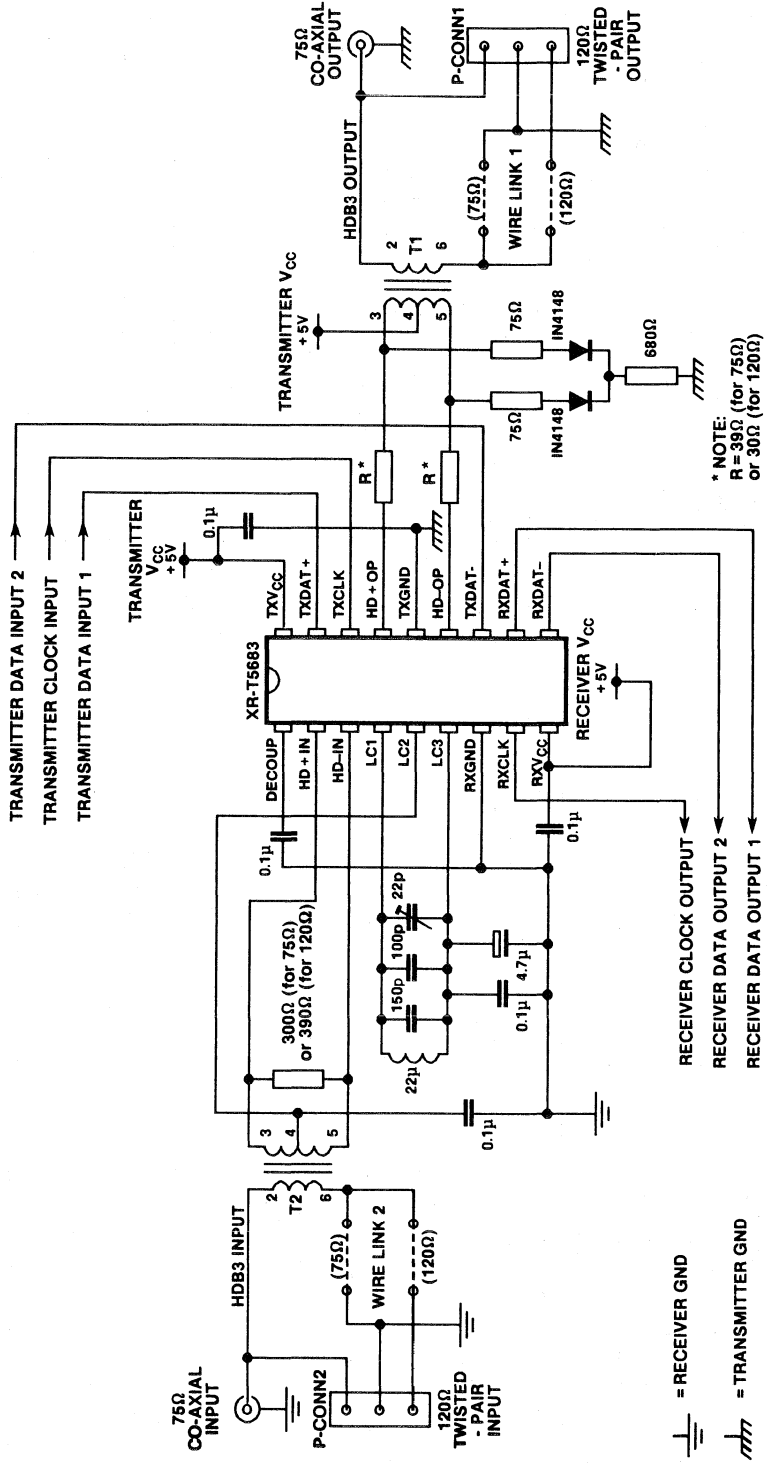 TRANSMITTER DATA INPUT 2
TRANSMITTER CLOCK INPUT
TRANSMITTER DATA INPUT 1
TRANSMITTER
VCC
+5V
0.1µ
TRANSMITTER VCC
+5V
75Ω
CO-AXIAL
INPUT
HDB3 INPUT
P-CONN2
120Ω
TWISTED
- PAIR
INPUT
(75Ω)
WIRE LINK 2
(120Ω)
2
T2
6
3
4
5
300Ω (for 75Ω)
or 390Ω (for 120Ω)
0.1µ
22µ
150p
100p
22p
0.1µ
4.7µ
0.1µ
0.1µ
XR-T5683
DECOUP
HD+IN
HD–IN
LC1
LC2
LC3
RXGND
RXCLK
RXVCC
TXVCC
TXDAT+
TXCLK
HD+OP
TXGND
HD–OP
TXDAT-
RXDAT+
RXDAT–
RECEIVER VCC
+5V
R*
R*
3
4
5
2
T1
6
HDB3 OUTPUT
75Ω
CO-AXIAL
OUTPUT
P-CONN1
120Ω
TWISTED
- PAIR
OUTPUT
(75Ω)
WIRE LINK 1
(120Ω)
75Ω
IN4148
75Ω
IN4148
680Ω
* NOTE:
R = 39Ω (for 75Ω)
or 30Ω (for 120Ω)
RECEIVER CLOCK OUTPUT
RECEIVER DATA OUTPUT 2
RECEIVER DATA OUTPUT 1
= RECEIVER GND
= TRANSMITTER GND